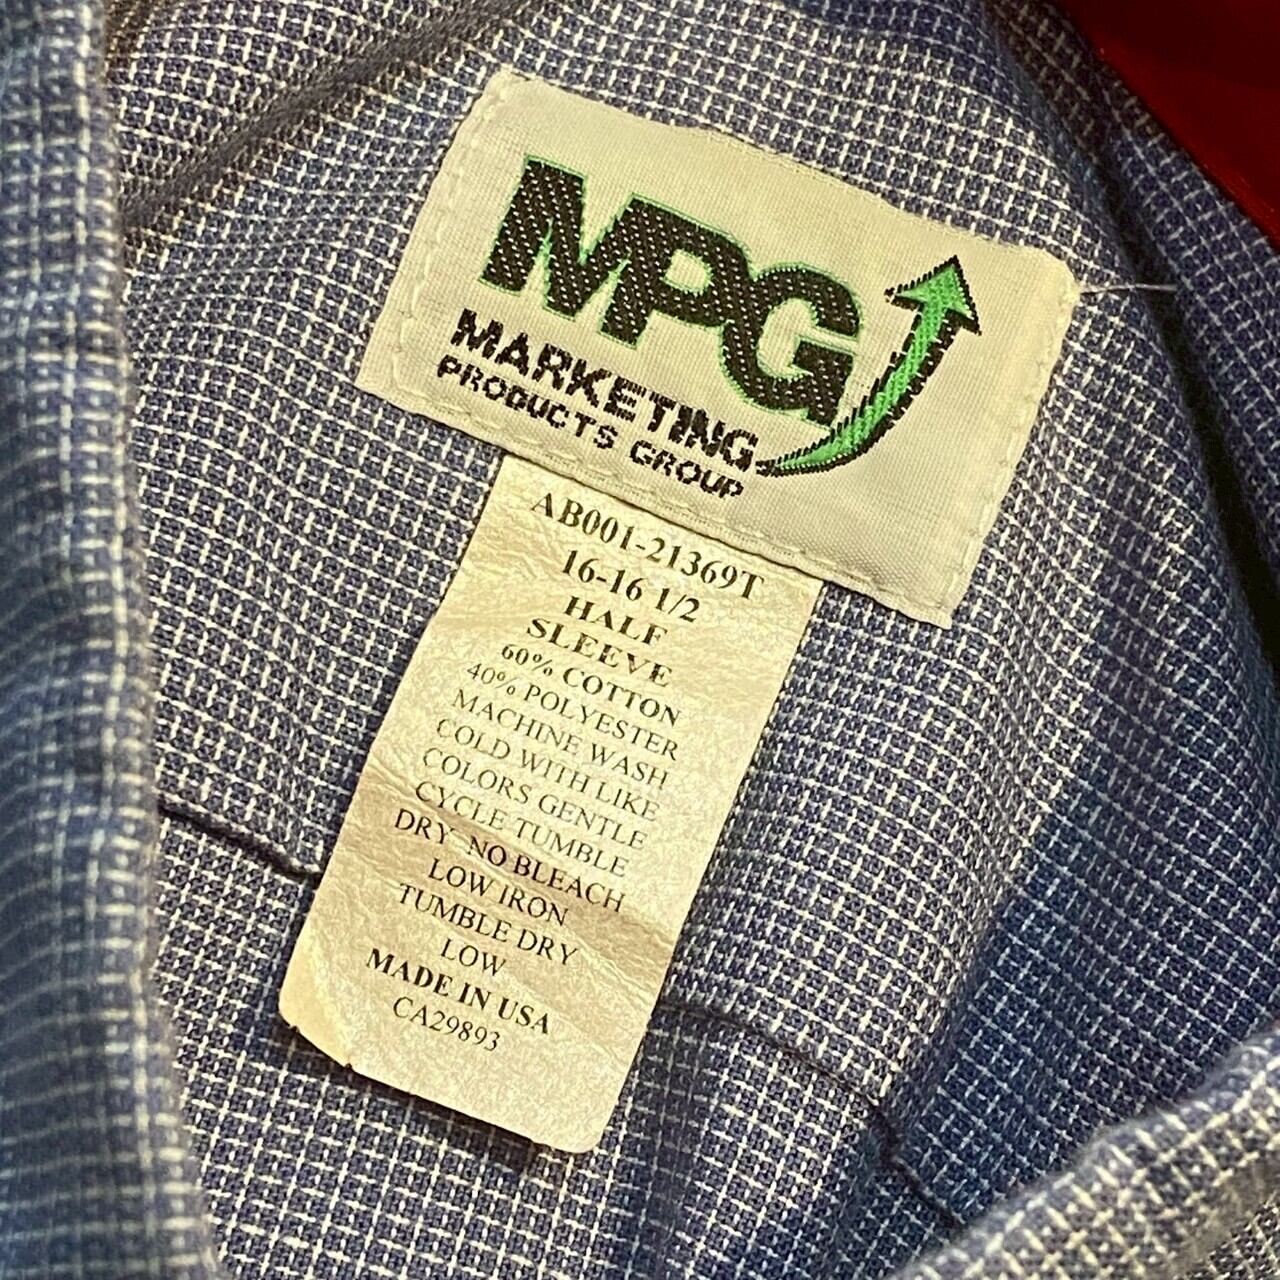 MPG
MARKETING
PRODUCTS GROUP
AB001-21369T
16-16 1/2
HALF
SLEEVE
60% COTTON
40% POLYESTER
MACHINE WASH
COLD WITH LIKE
COLORS GENTLE
CYCLE TUMBLE
DRY NO BLEACH
LOW IRON
TUMBLE DRY
LOW
MADE IN USA
CA29893